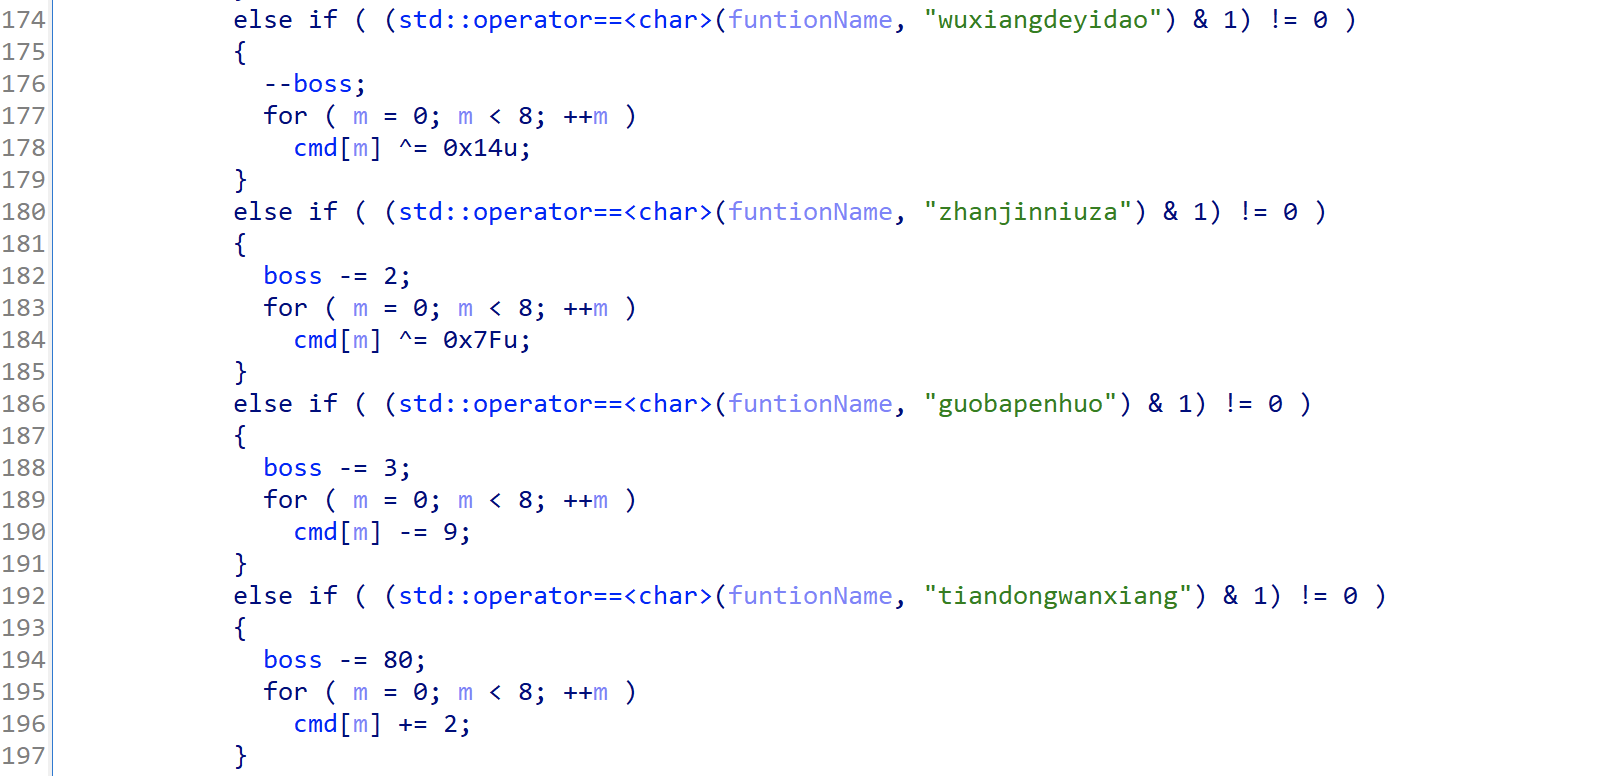 174 else if ( (std::operator==<char>(funtionName, "wuxiangdeyidao") & 1) != 0 )
175 {
176 --boss;
177 for ( m = 0; m < 8; ++m )
178 cmd[m] ^= 0x14u;
179 }
180 else if ( (std::operator==<char>(funtionName, "zhanjinniuza") & 1) != 0 )
181 {
182 boss -= 2;
183 for ( m = 0; m < 8; ++m )
184 cmd[m] ^= 0x7Fu;
185 }
186 else if ( (std::operator==<char>(funtionName, "guobapenhuo") & 1) != 0 )
187 {
188 boss -= 3;
189 for ( m = 0; m < 8; ++m )
190 cmd[m] -= 9;
191 }
192 else if ( (std::operator==<char>(funtionName, "tiandongwanxiang") & 1) != 0 )
193 {
194 boss -= 80;
195 for ( m = 0; m < 8; ++m )
196 cmd[m] += 2;
197 }